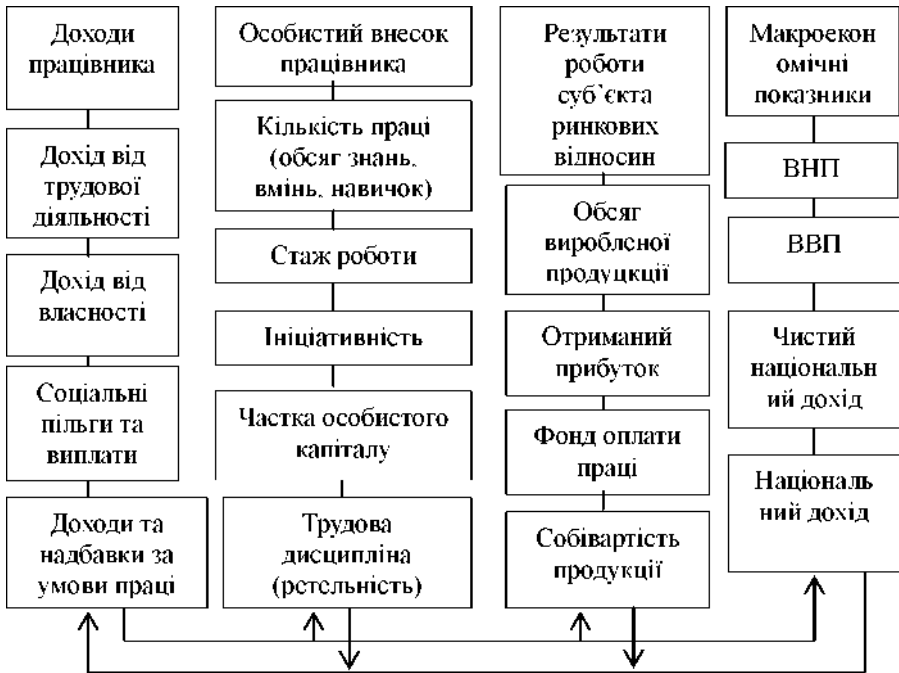 Доходи
працівника
Дохід від
трудової
діяльності
Дохід від
власності
Соціальні
пільги та
виплати
Доходи та
надбавки за
умови праці
Особистий внесок
працівника
Кількість праці
(обсяг знань,
вмінь, навичок)
Стаж роботи
Ініціативність
Частка особистого
капіталу
Трудова
дисципліна
(ретельність)
Результати
роботи
суб`єкта
ринкових
відносин
Обсяг
вироблєної
продуцкції
Отриманий
прибуток
Фонд оплати
праці
Собівартість
продукції
Макроекон
омічні
показники
ВНП
ВВП
Чистий
національн
ий дохід
Національ
ний дохід